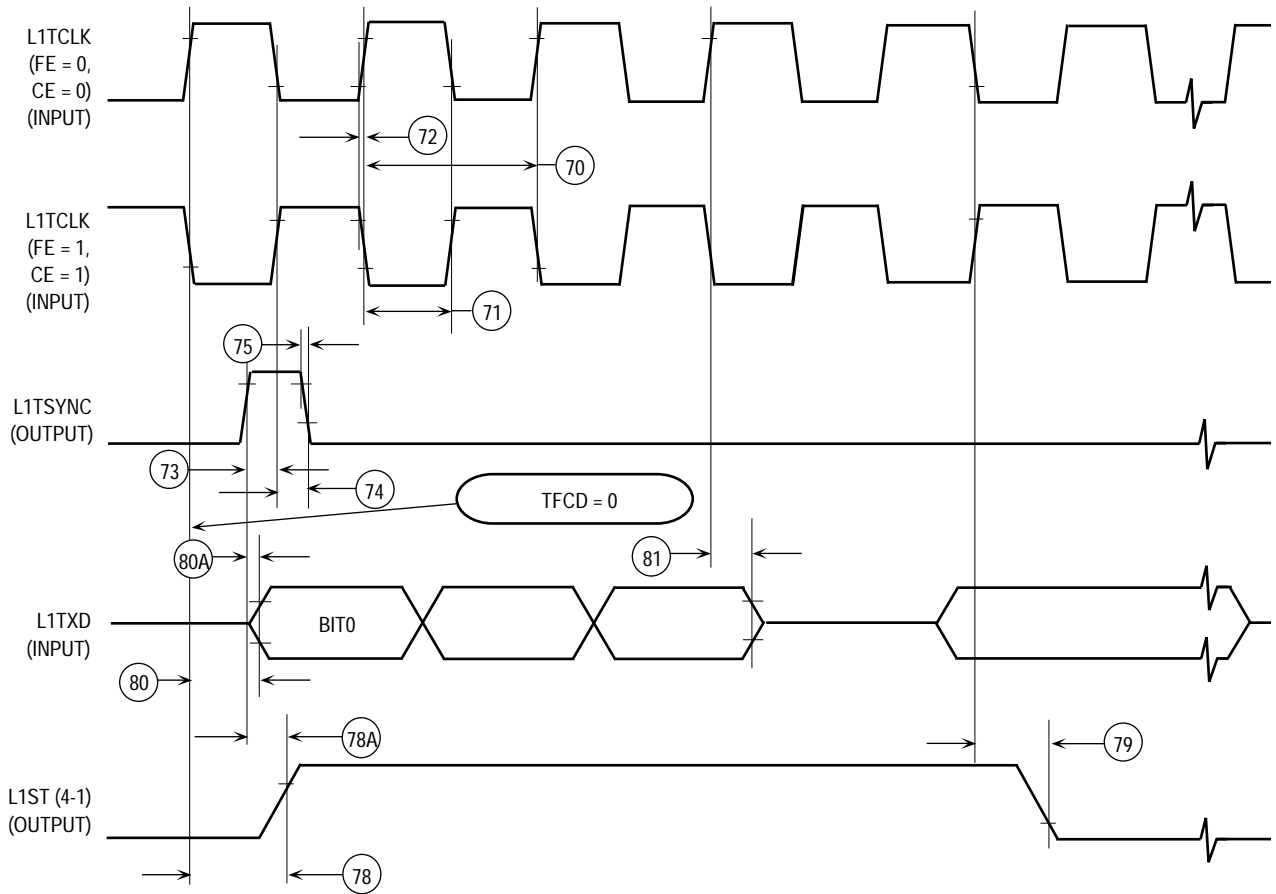 L1TCLK
(FE = 0,
CE = 0)
(INPUT)
72
70
L1TCLK
(FE = 1,
CE = 1)
(INPUT)
71
75
L1TSYNC
(OUTPUT)
73
74
TFCD = 0
80A
81
L1TXD
(INPUT)
BIT0
80
78A
79
L1ST (4-1)
(OUTPUT)
78